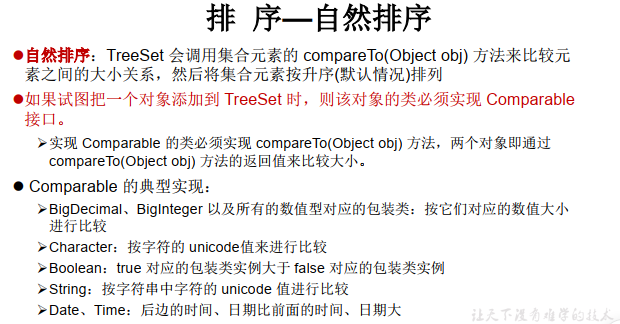 排 序—自然排序
●自然排序：TreeSet 会调用集合元素的 compareTo(Object obj) 方法来比较元
素之间的大小关系，然后将集合元素按升序(默认情况)排列
●如果试图把一个对象添加到 TreeSet 时，则该对象的类必须实现 Comparable
接口。
➢实现 Comparable 的类必须实现 compareTo(Object obj) 方法，两个对象即通过
compareTo(Object obj) 方法的返回值来比较大小。
● Comparable 的典型实现：
➢BigDecimal、BigInteger 以及所有的数值型对应的包装类：按它们对应的数值大小
进行比较
➢Character：按字符的 unicode值来进行比较
➢Boolean：true 对应的包装类实例大于 false 对应的包装类实例
➢String：按字符串中字符的 unicode 值进行比较
➢Date、Time：后边的时间、日期比前面的时间、日期大
让天下没有难学的技术